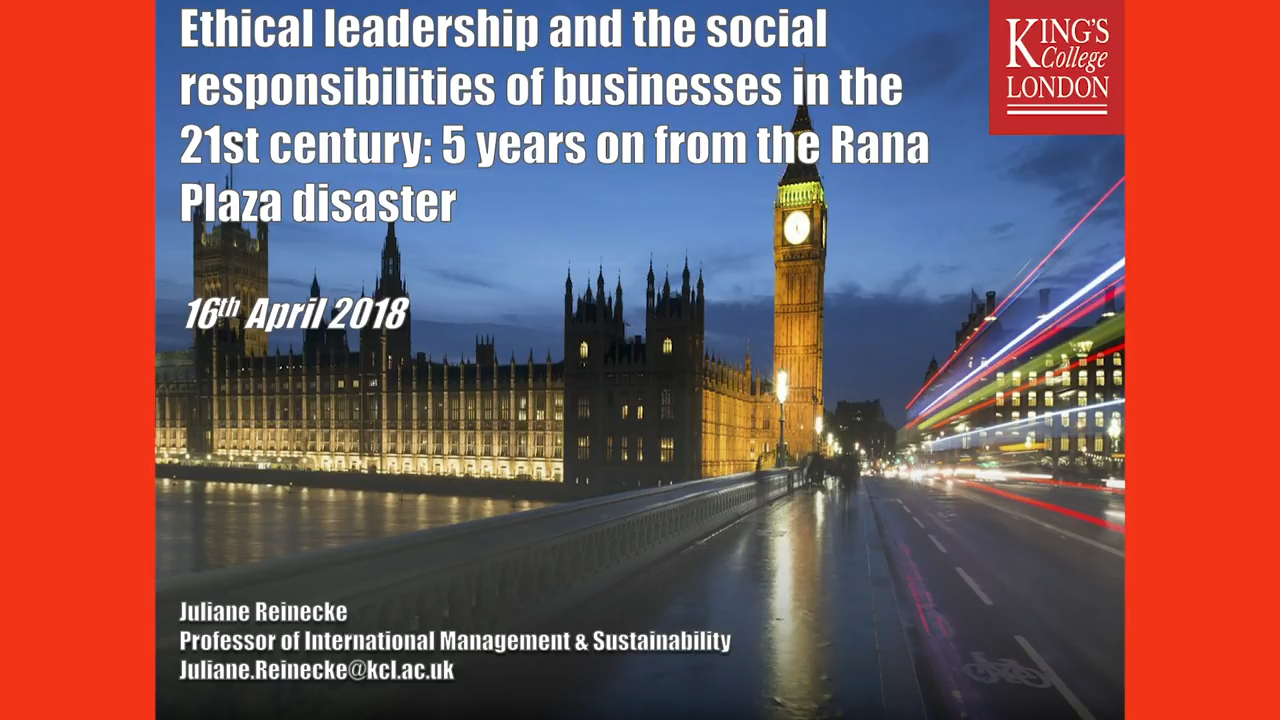 Ethical leadership and the social
responsibilities of businesses in the
21st century: 5 years on from the Rana
Plaza disaster
KING'S
College
LONDON
16th April 2018
Juliane Reinecke
Professor of International Management & Sustainability
Juliane.Reinecke@kcl.ac.uk